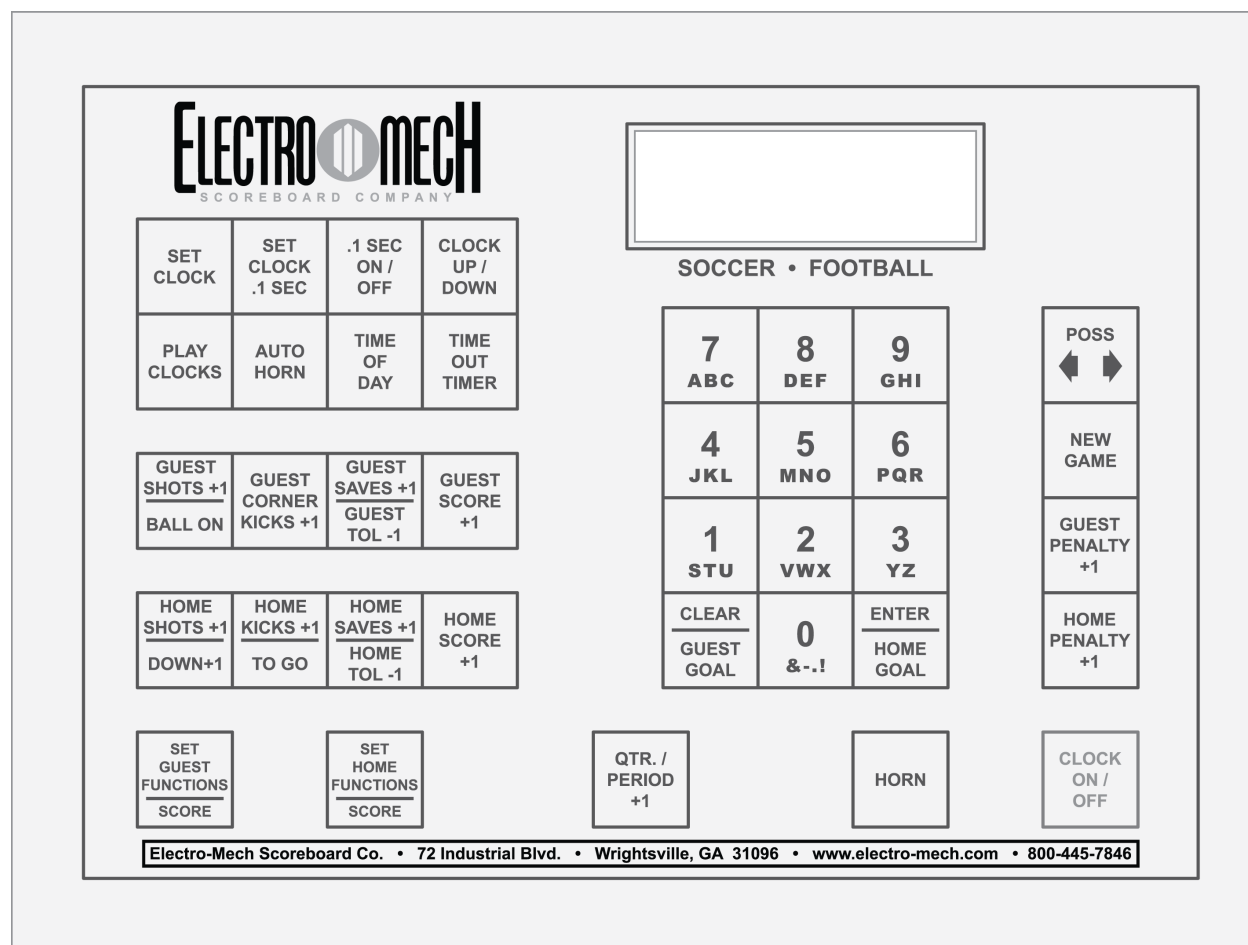 ELECTRO MECH
SCOREBOARD COMPANY
SET
CLOCK
SET
CLOCK
.1 SEC
.1 SEC
ON /
OFF
CLOCK
UP /
DOWN
PLAY
CLOCKS
AUTO
HORN
TIME
OF
DAY
TIME
OUT
TIMER
GUEST
SHOTS +1
BALL ON
GUEST
CORNER
KICKS +1
GUEST
SAVES +1
GUEST
TOL -1
GUEST
SCORE
+1
HOME
SHOTS +1
DOWN+1
HOME
KICKS +1
TO GO
HOME
SAVES +1
HOME
TOL -1
HOME
SCORE
+1
SET
GUEST
FUNCTIONS
SCORE
SET
HOME
FUNCTIONS
SCORE
SOCCER • FOOTBALL
7
ABC
8
DEF
9
GHI
4
JKL
5
MNO
6
PQR
1
STU
2
VWX
3
YZ
CLEAR
GUEST
GOAL
0
&-.!
ENTER
HOME
GOAL
POSS
NEW
GAME
GUEST
PENALTY
+1
HOME
PENALTY
+1
QTR. /
PERIOD
+1
HORN
CLOCK
ON /
OFF
Electro-Mech Scoreboard Co. • 72 Industrial Blvd. • Wrightsville, GA 31096 • www.electro-mech.com • 800-445-7846